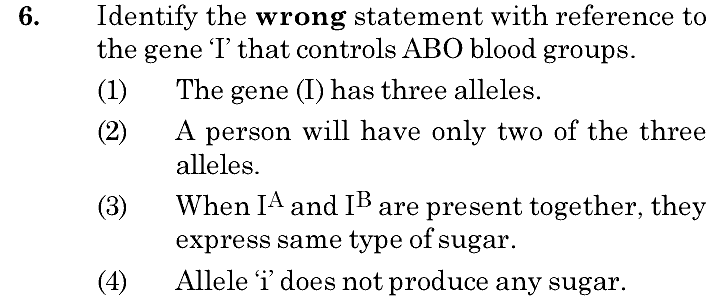 6. Identify the wrong statement with reference to
the gene ‘I’ that controls ABO blood groups.
(1) The gene (I) has three alleles.
(2) A person will have only two of the three
alleles.
(3) When I^A and I^B are present together, they
express same type of sugar.
(4) Allele ‘i’ does not produce any sugar.